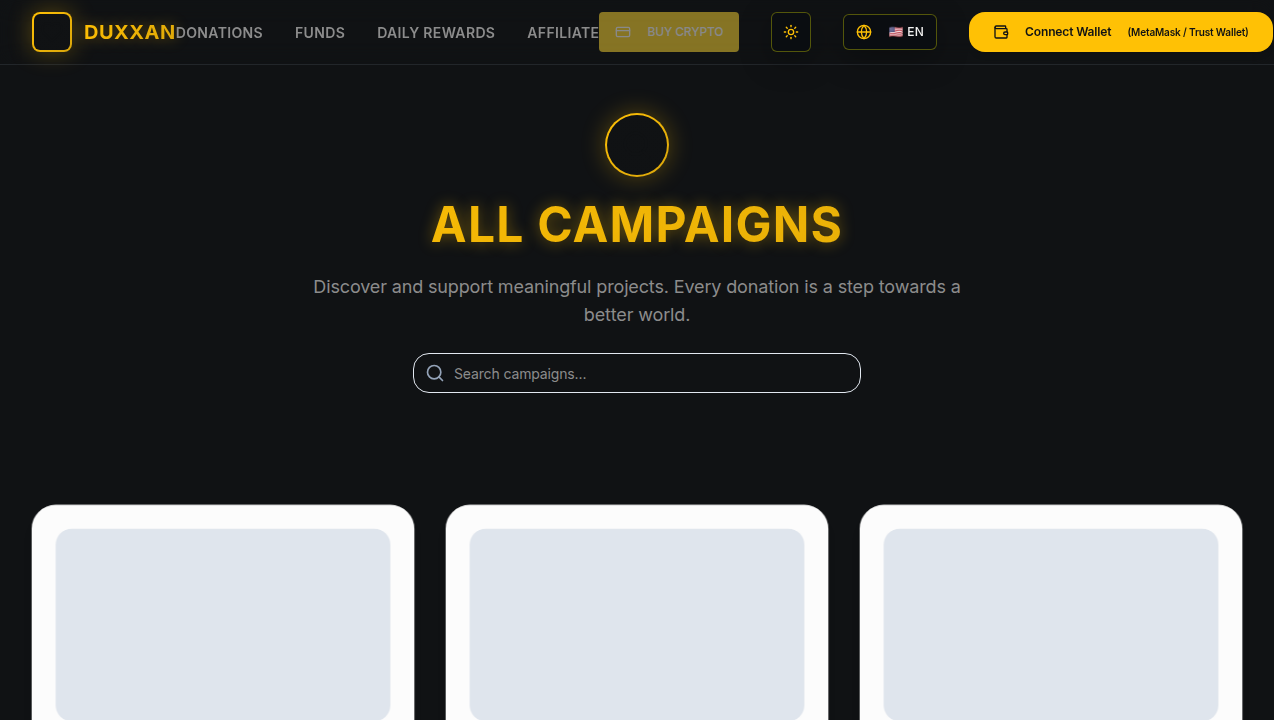 DUXXAN
DONATIONS
FUNDS
DAILY REWARDS
AFFILIATE
BUY CRYPTO
🇺🇸 EN
Connect Wallet (MetaMask / Trust Wallet)
ALL CAMPAIGNS
Discover and support meaningful projects. Every donation is a step towards a
better world.
Search campaigns...